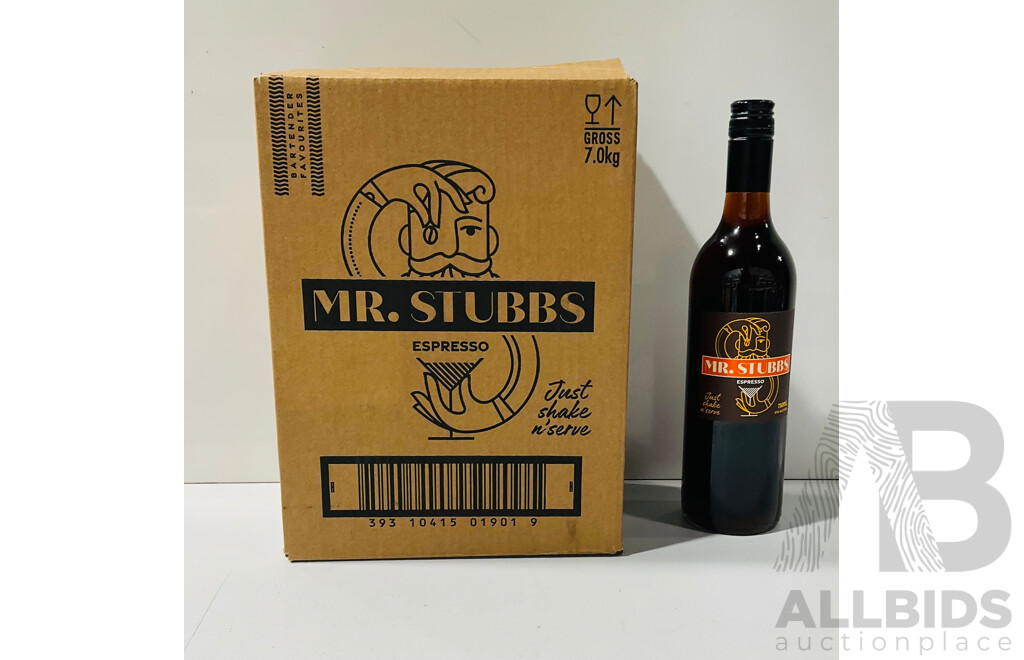 BARTENDER
FAVOURITES
GROSS
7.0kg
MR. STUBBS
ESPRESSO
Just
shake
n'serve
393 10415 01901 9
MR. STUBBS
ESPRESSO
Just
shake
n'serve
AB
ALLBIDS
auctionplace